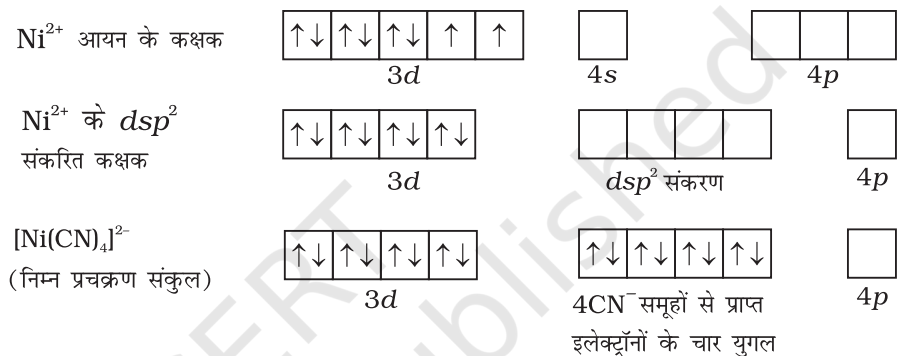 Ni²⁺ आयन के कक्षक ↑↓ ↑↓ ↑↓ ↑ ↑
3d 4s 4p
Ni²⁺ के dsp²
संकरित कक्षक ↑↓ ↑↓ ↑↓ ↑↓
3d dsp² संकरण 4p
[Ni(CN)₄]²⁻
(निम्न प्रचक्रण संकुल) ↑↓ ↑↓ ↑↓ ↑↓ ↑↓ ↑↓ ↑↓ ↑↓
3d 4CN⁻ समूहों से प्राप्त 4p
इलेक्ट्रॉनों के चार युगल